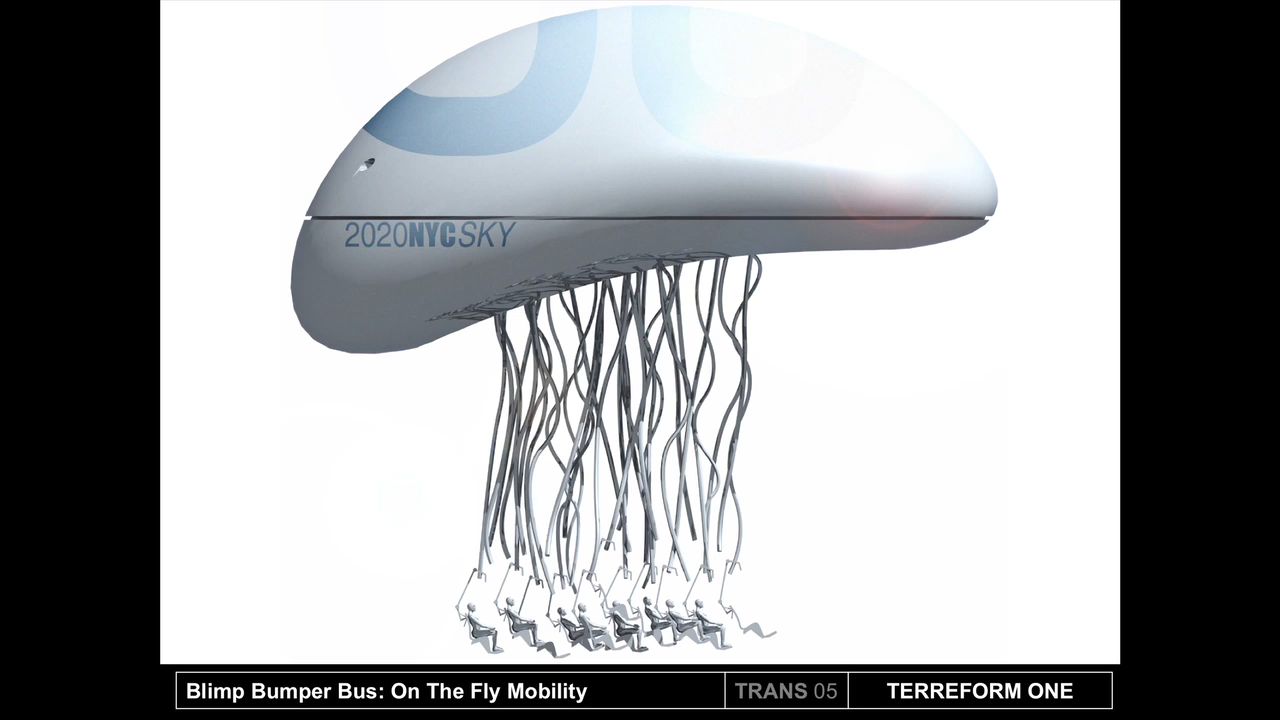 2020NYCSKY
Blimp Bumper Bus: On The Fly Mobility
TRANS 05
TERREFORM ONE